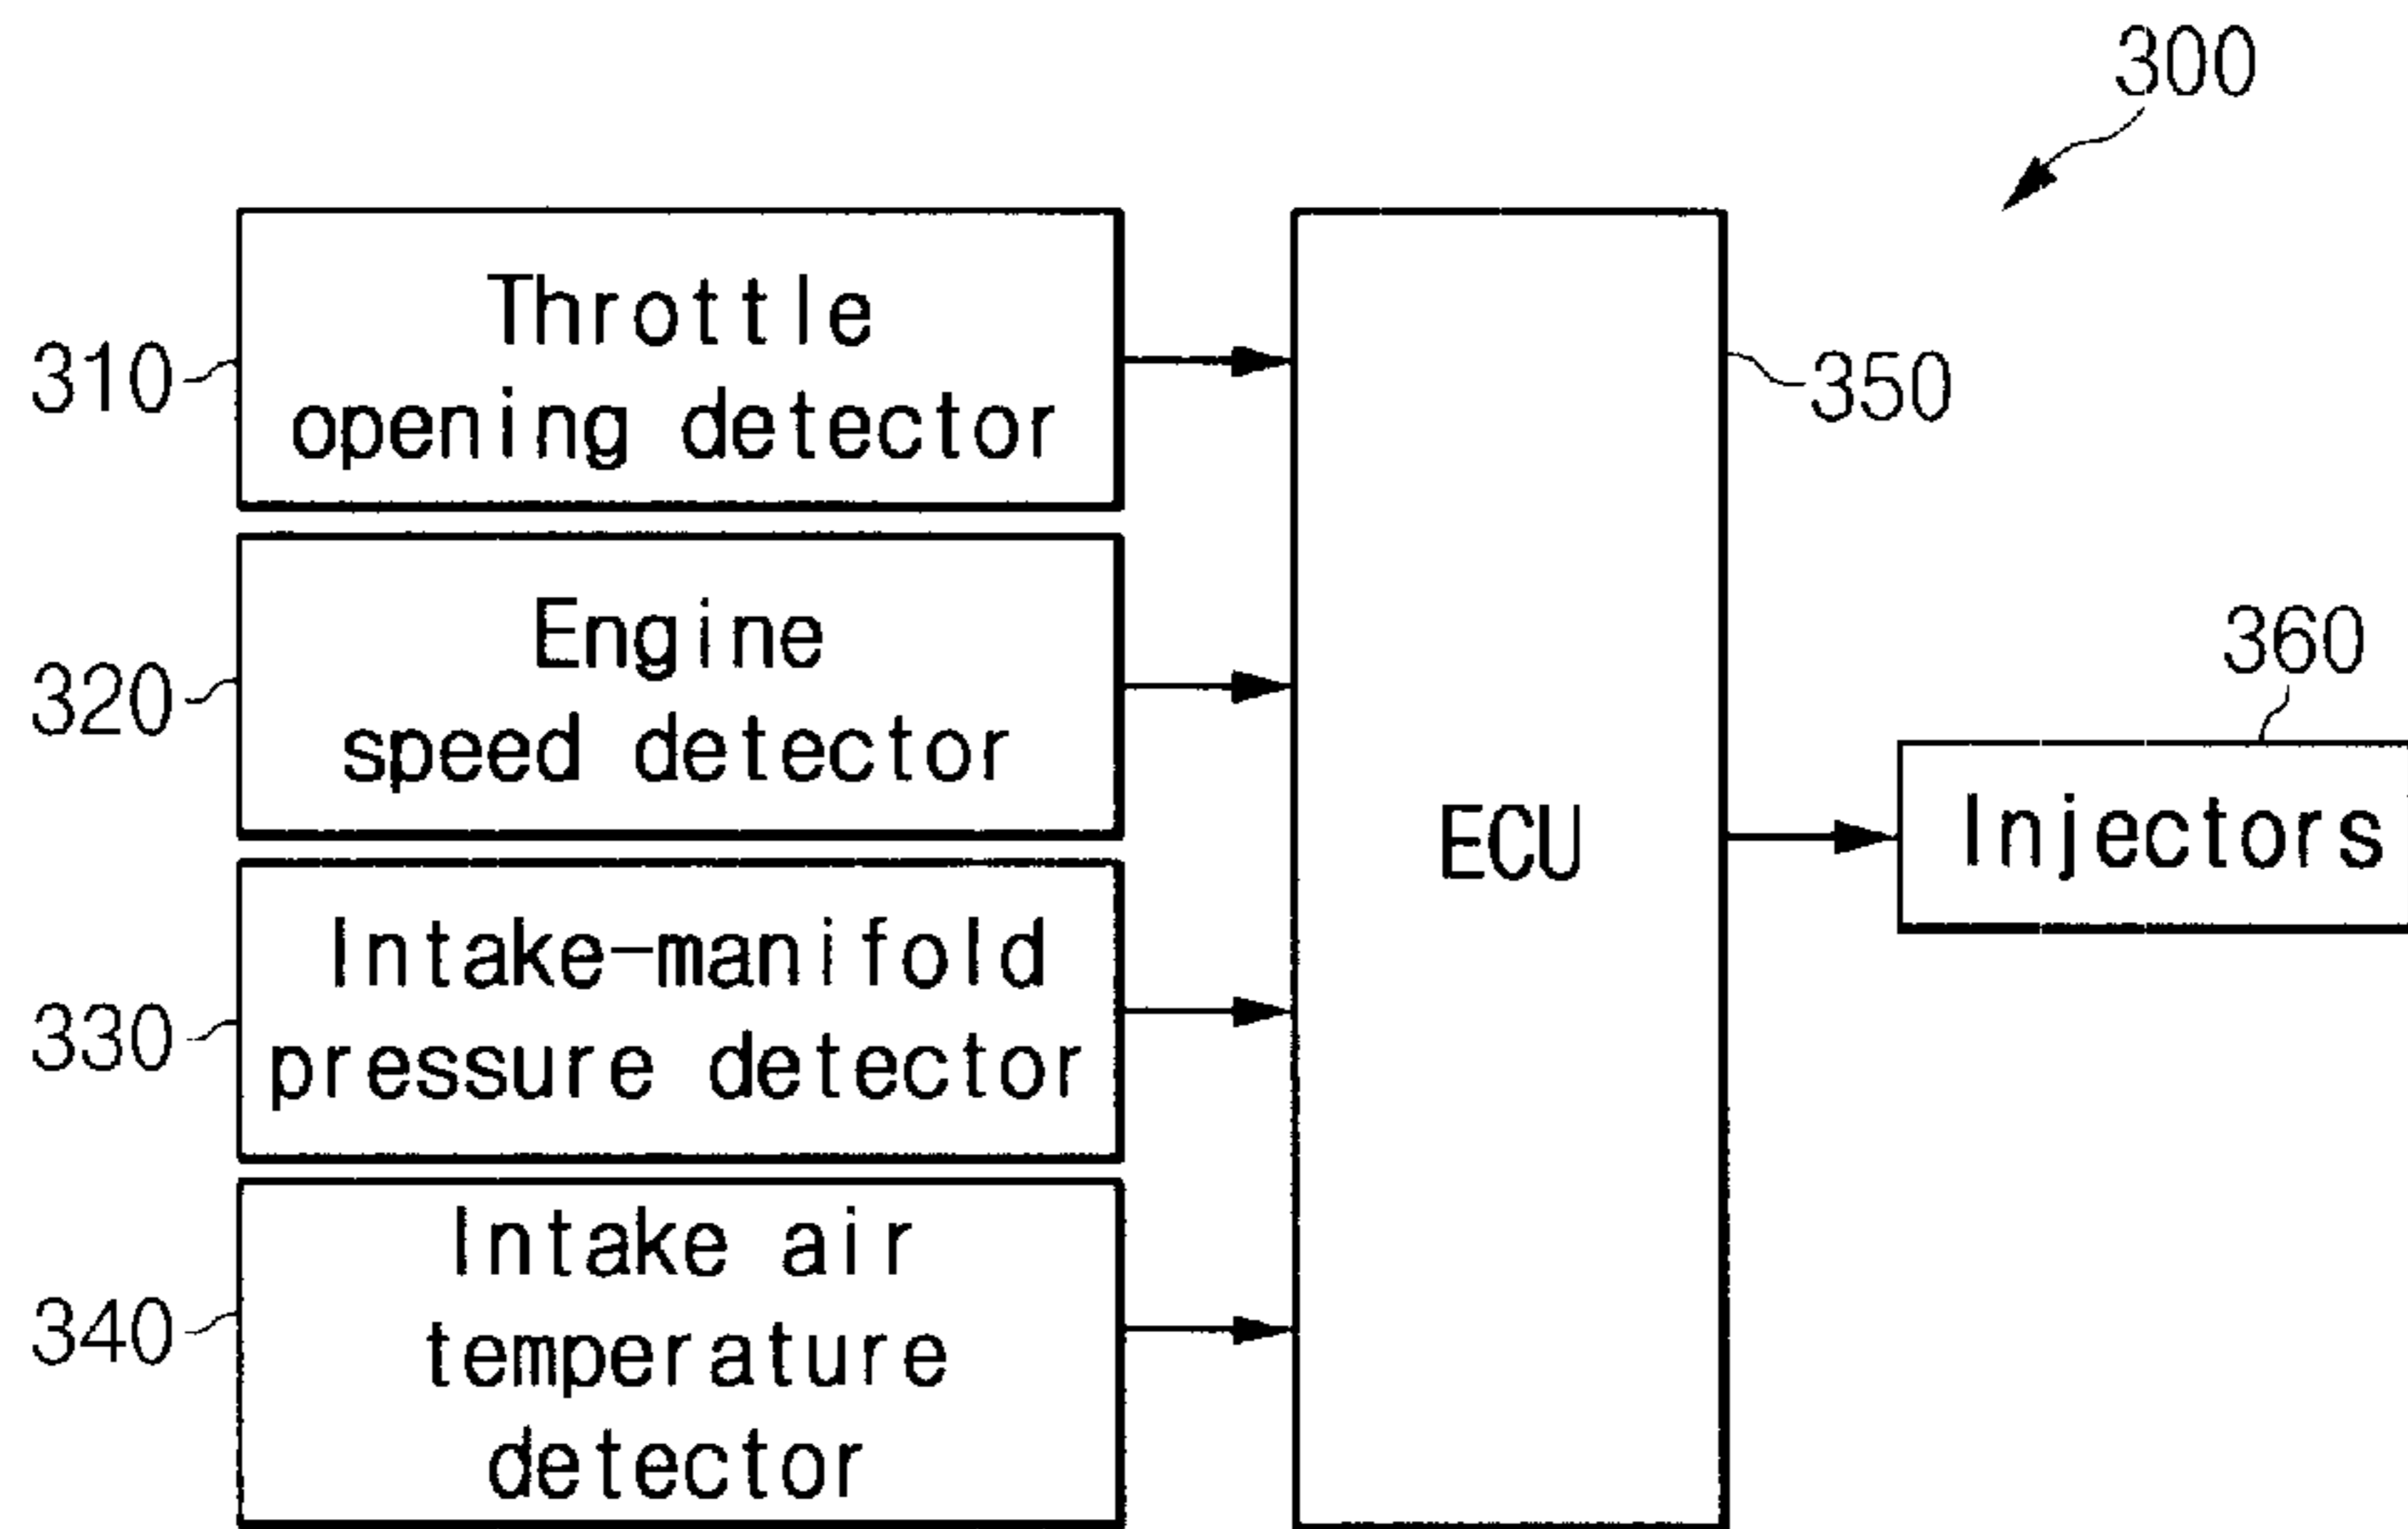 300
310
Throttle
opening detector
320
Engine
speed detector
330
Intake-manifold
pressure detector
340
Intake air
temperature
detector
ECU
350
360
Injectors